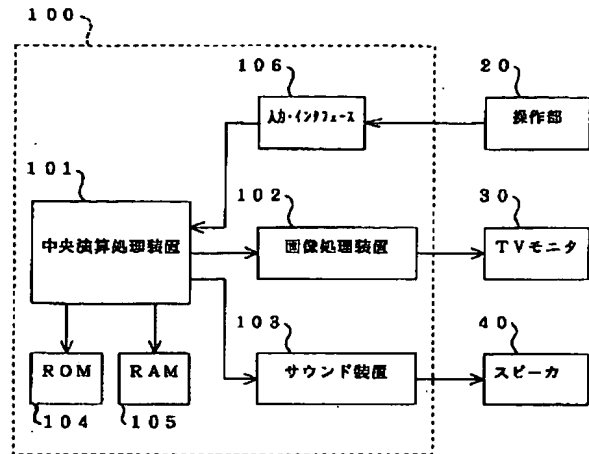 100
106
入力・インタフェース
20
操作部
101
中央演算処理装置
102
画像処理装置
30
TVモニタ
103
サウンド装置
40
スピーカ
ROM
104
RAM
105